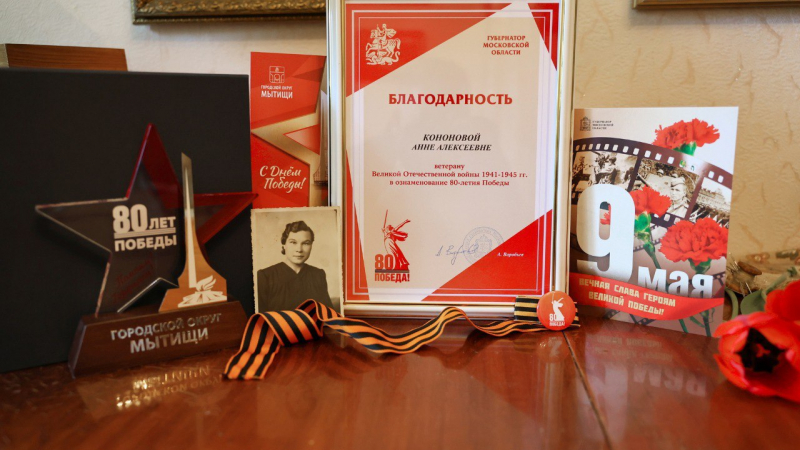 80 ЛЕТ
ПОБЕДЫ
ГОРОДСКОЙ ОКРУГ
МЫТИЩИ
ГОРОДСКОЙ ОКРУГ
МЫТИЩИ
С Днём
Победы!
ГУБЕРНАТОР
МОСКОВСКОЙ
ОБЛАСТИ
БЛАГОДАРНОСТЬ
КОНОНОВОЙ
АННЕ АЛЕКСЕЕВНЕ
ветерану
Великой Отечественной войны 1941-1945 гг.
в ознаменование 80-летия Победы
80
ПОБЕДА!
А. Воробьев
80
ПОБЕДА!
9 мая
ВЕЧНАЯ СЛАВА ГЕРОЯМ
ВЕЛИКОЙ ПОБЕДЫ!